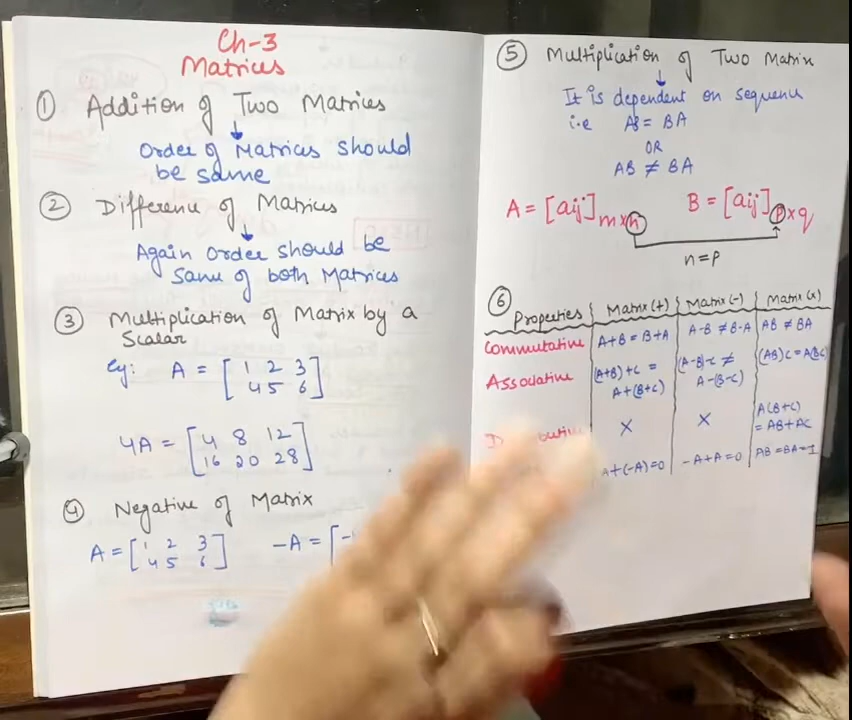 Ch-3
Matrices
① Addition of Two Matrices
Order of Matrices should
be same
② Difference of Matrices
Again order should be
same of both Matrices
③ Multiplication of Matrix by a
Scalar
eg: A = [1 2 3
4 5 6]
4A = [4 8 12
16 20 28]
④ Negative of Matrix
A = [1 2 3
4 5 6] -A = [-1
⑤ Multiplication of Two Matrix
It is dependent on sequence
i.e AB = BA
OR
AB ≠ BA
A = [aij] m×n B = [aij] p×q
n=p
⑥ Properties Matrix(+) Matrix(-) Matrix(x)
Commutative A+B = B+A A-B ≠ B-A AB ≠ BA
Associative (A+B)+C = A+(B+C) (A-B)-C ≠ A-(B-C) (AB)C = A(BC)
X X A(B+C) = AB+AC
A+(-A)=0 -A+A=0 AB=BA=I